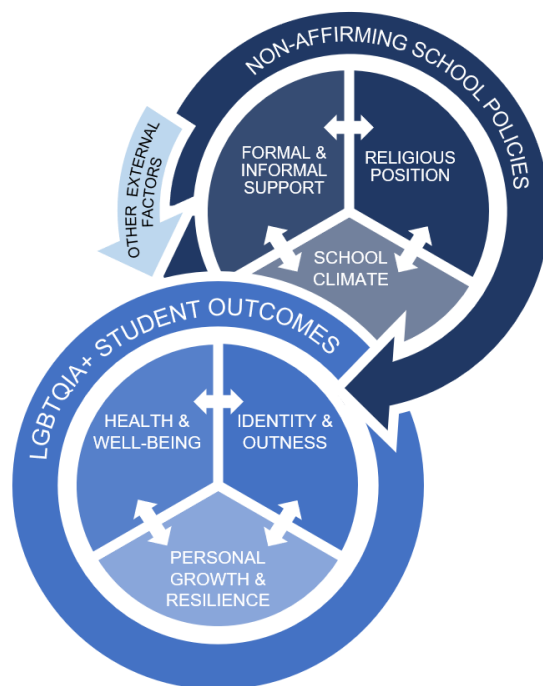 NON-AFFIRMING SCHOOL POLICIES
FORMAL &
INFORMAL
SUPPORT
RELIGIOUS
POSITION
SCHOOL
CLIMATE
OTHER EXTERNAL
FACTORS
LGBTQIA+ STUDENT OUTCOMES
HEALTH &
WELL-BEING
IDENTITY &
OUTNESS
PERSONAL
GROWTH &
RESILIENCE